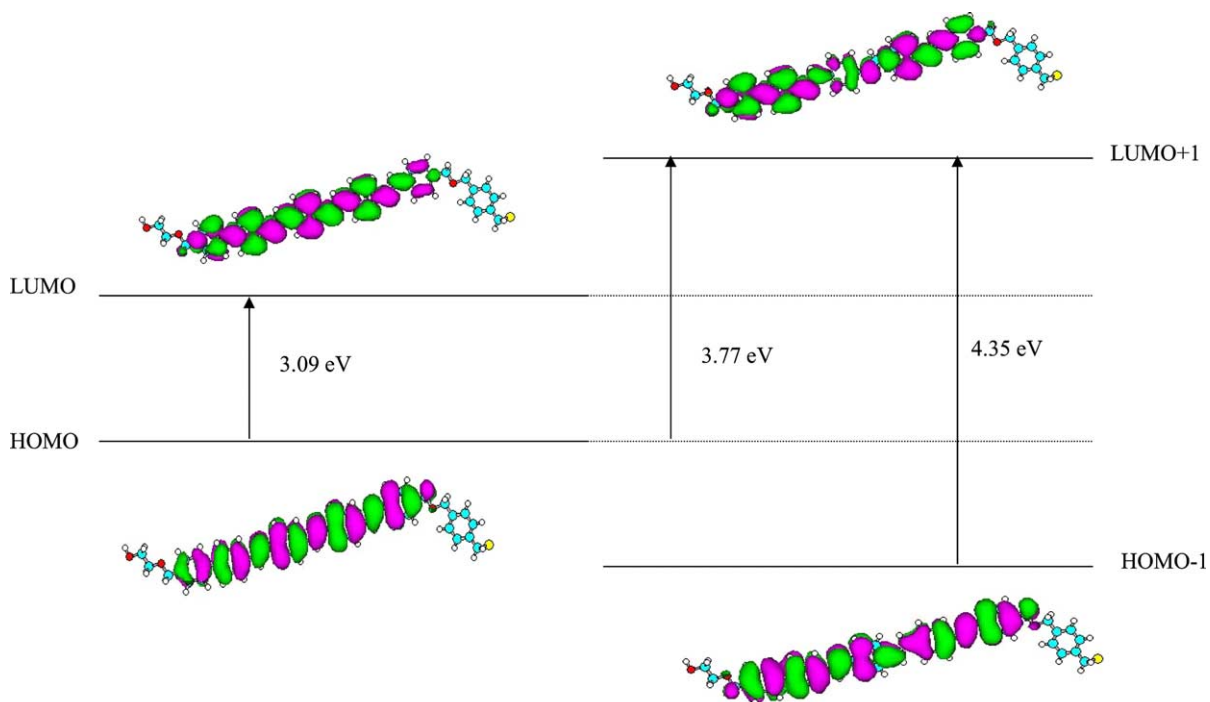 LUMO+1
LUMO
3.09 eV
3.77 eV
4.35 eV
HOMO
HOMO-1